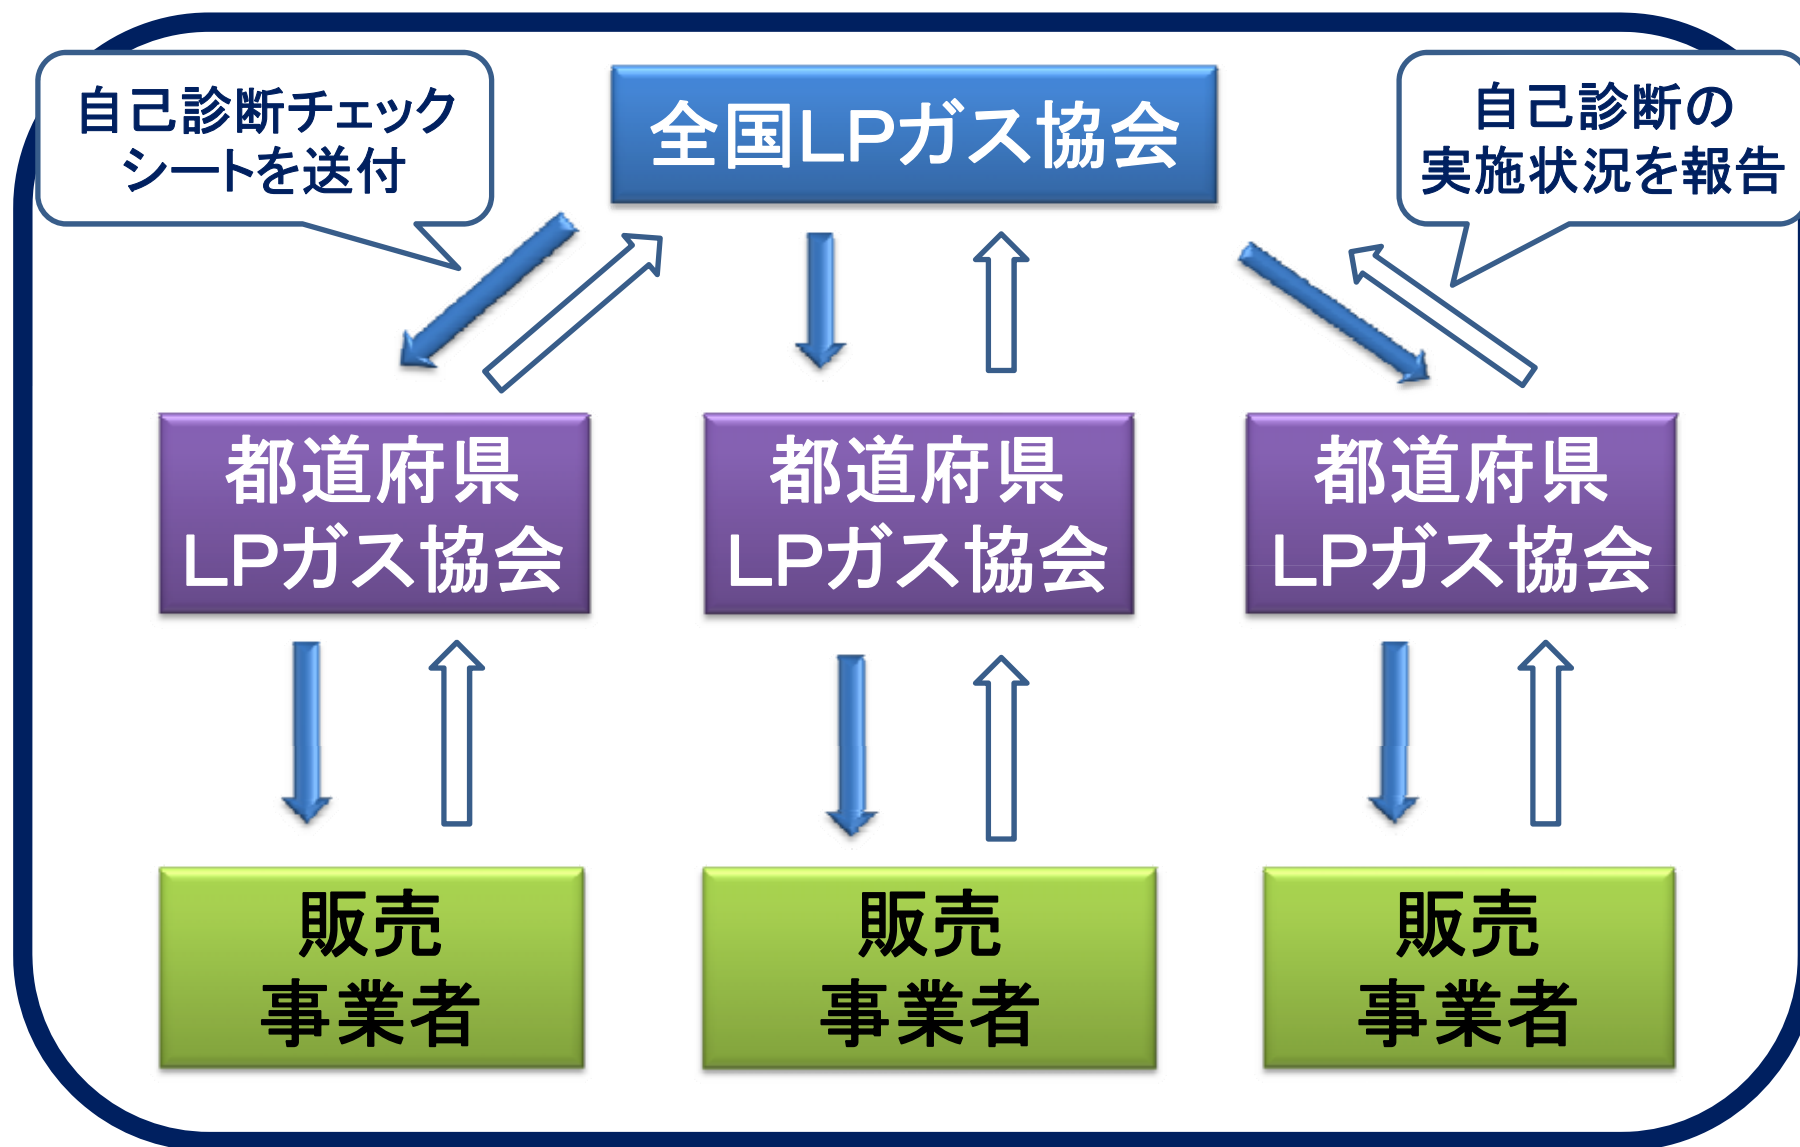 自己診断チェック
シートを送付
全国LPガス協会
自己診断の
実施状況を報告
都道府県
LPガス協会
都道府県
LPガス協会
都道府県
LPガス協会
販売
事業者
販売
事業者
販売
事業者